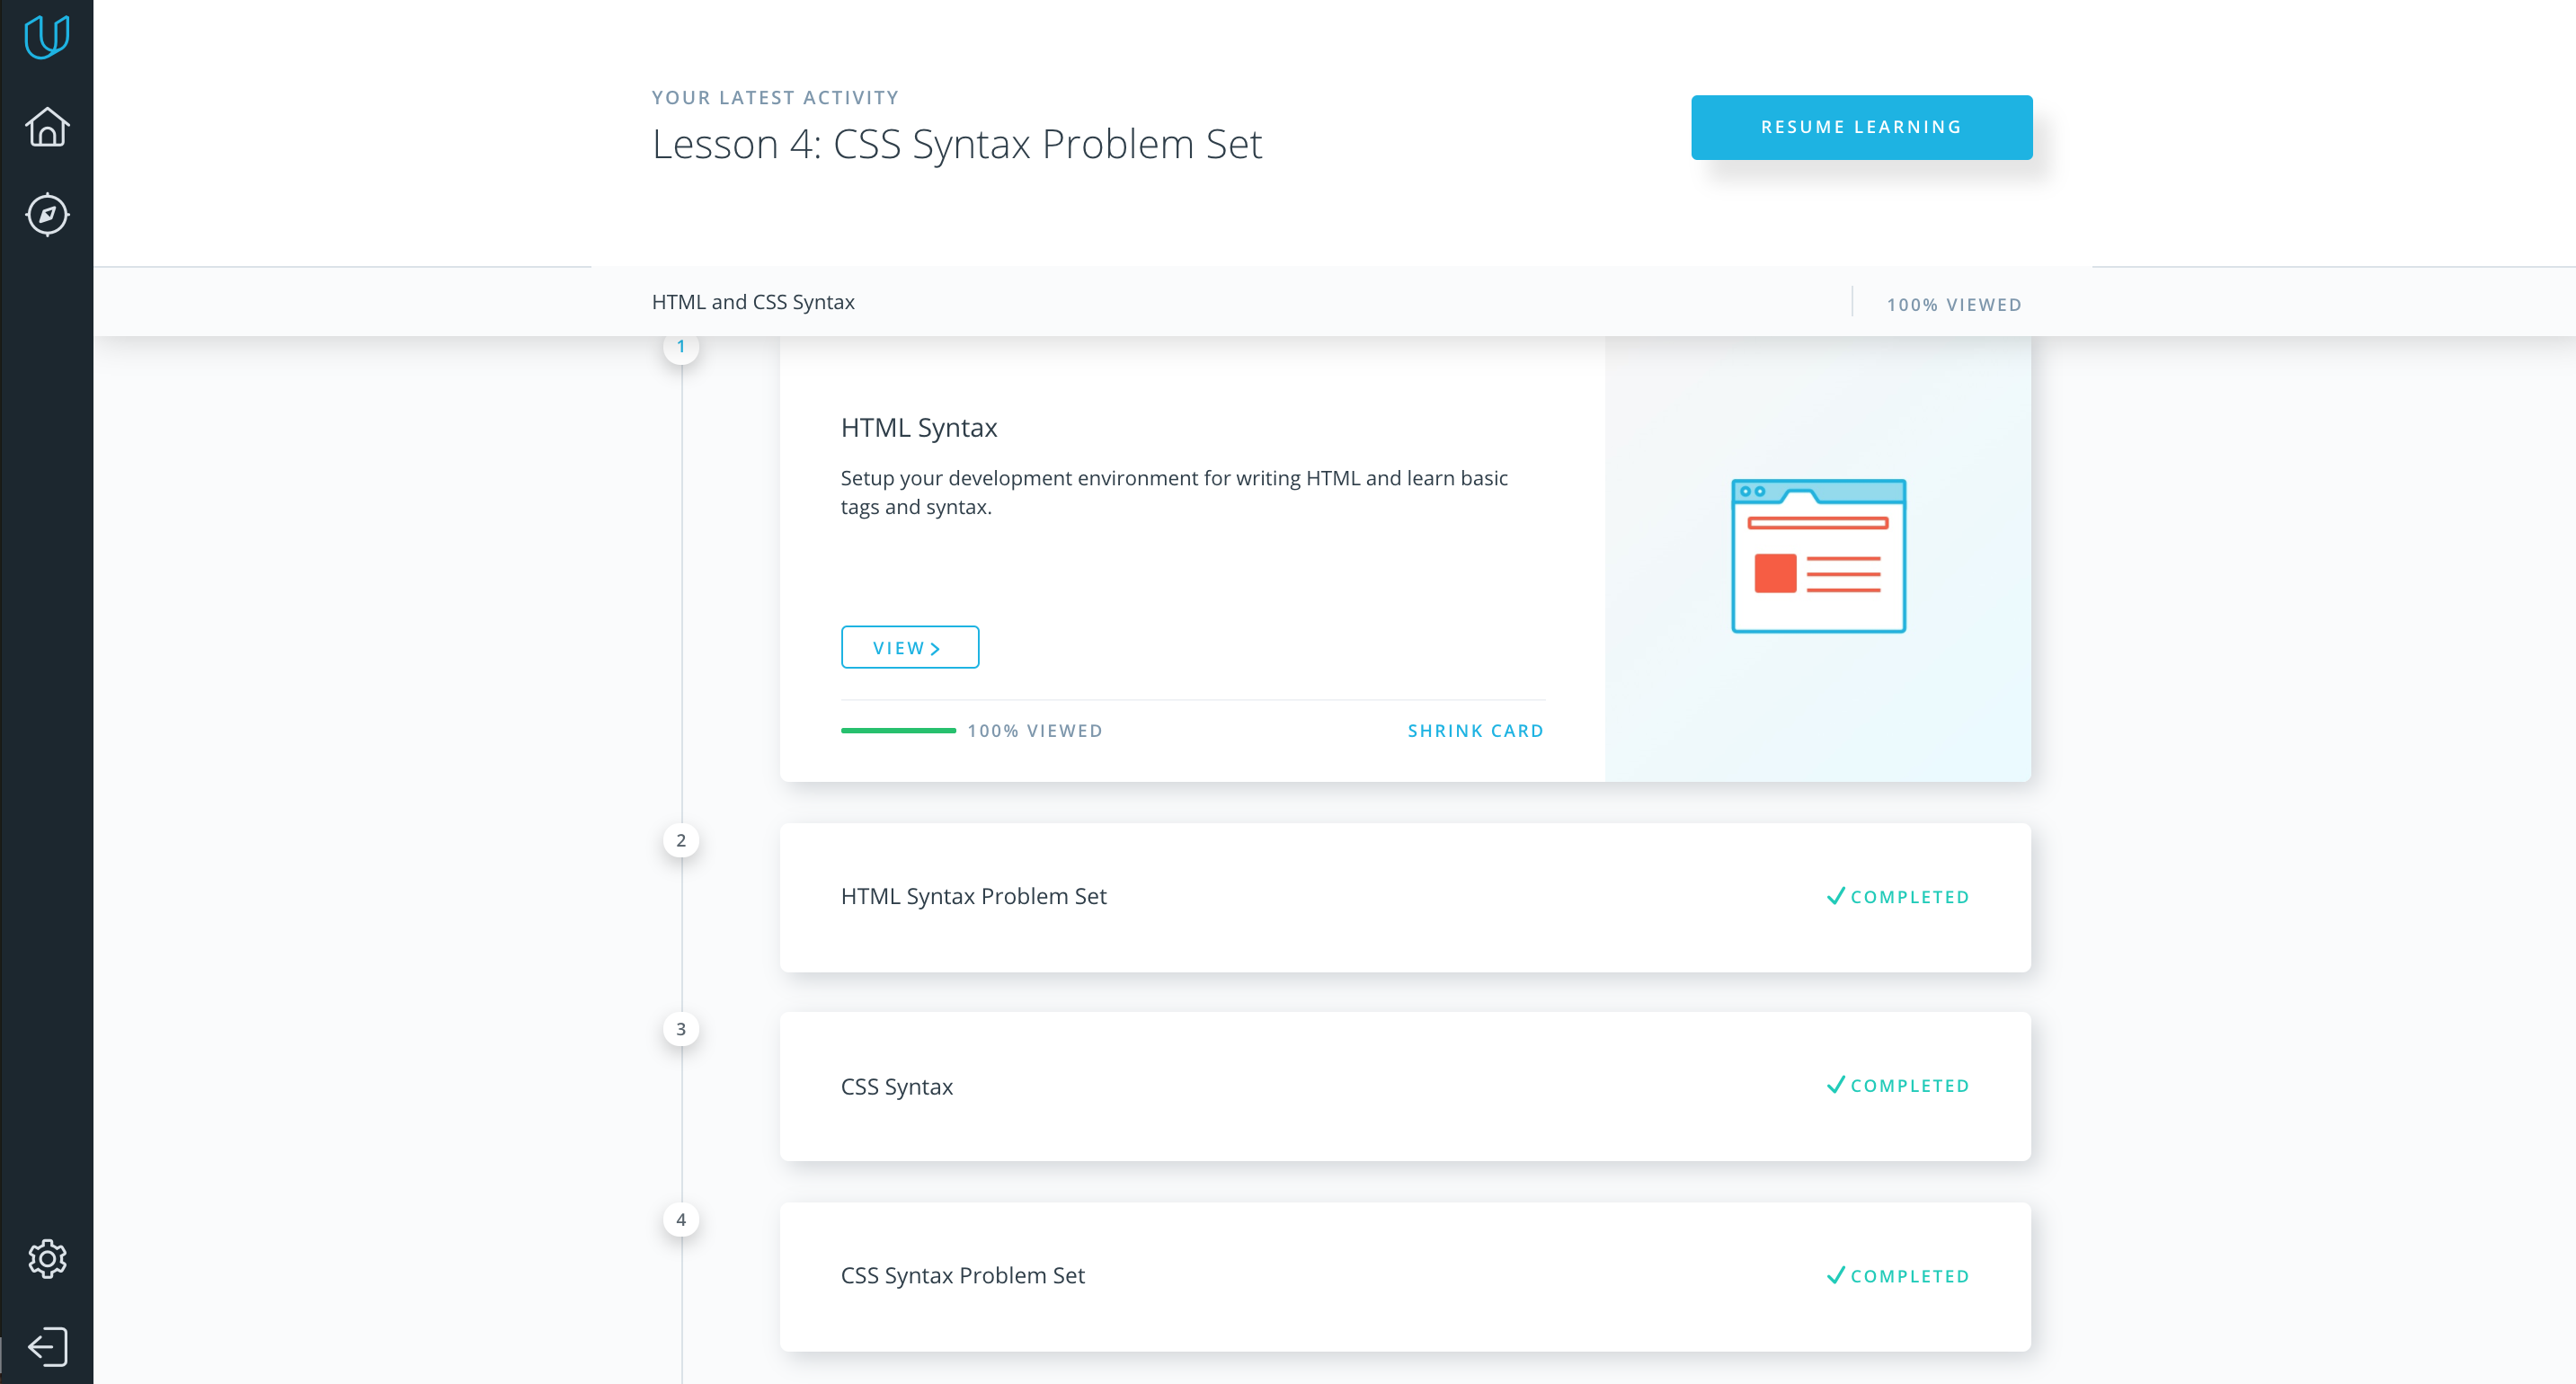 YOUR LATEST ACTIVITY
Lesson 4: CSS Syntax Problem Set
RESUME LEARNING
HTML and CSS Syntax
100% VIEWED
1
HTML Syntax
Setup your development environment for writing HTML and learn basic
tags and syntax.
VIEW >
100% VIEWED
SHRINK CARD
2
HTML Syntax Problem Set
COMPLETED
3
CSS Syntax
COMPLETED
4
CSS Syntax Problem Set
COMPLETED